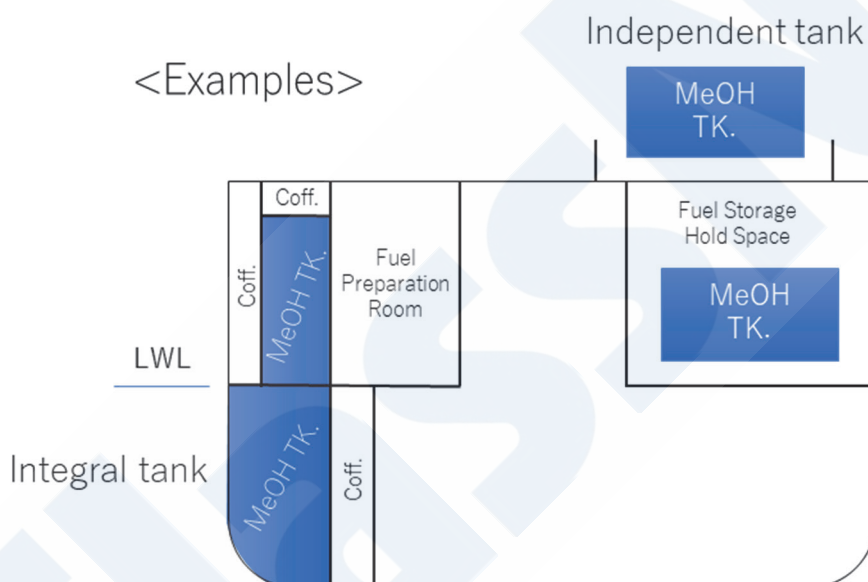 Independent tank
<Examples>
MeOH
TK.
Coff.
Coff.
MeOH TK.
Fuel
Preparation
Room
Fuel Storage
Hold Space
MeOH
TK.
LWL
Integral tank
MeOH TK.
Coff.